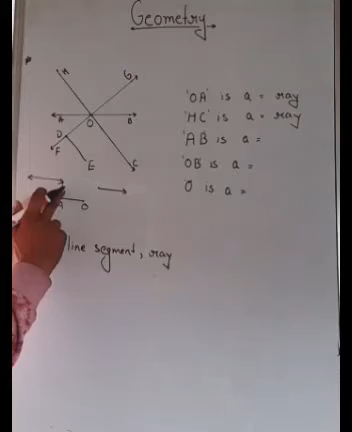 Geometry
H
G
A
O
B
D
F
E
C
'OA' is a = ray
'HC' is a = ray
'AB' is a =
'OB' is a =
O is a =
A O
line segment, ray